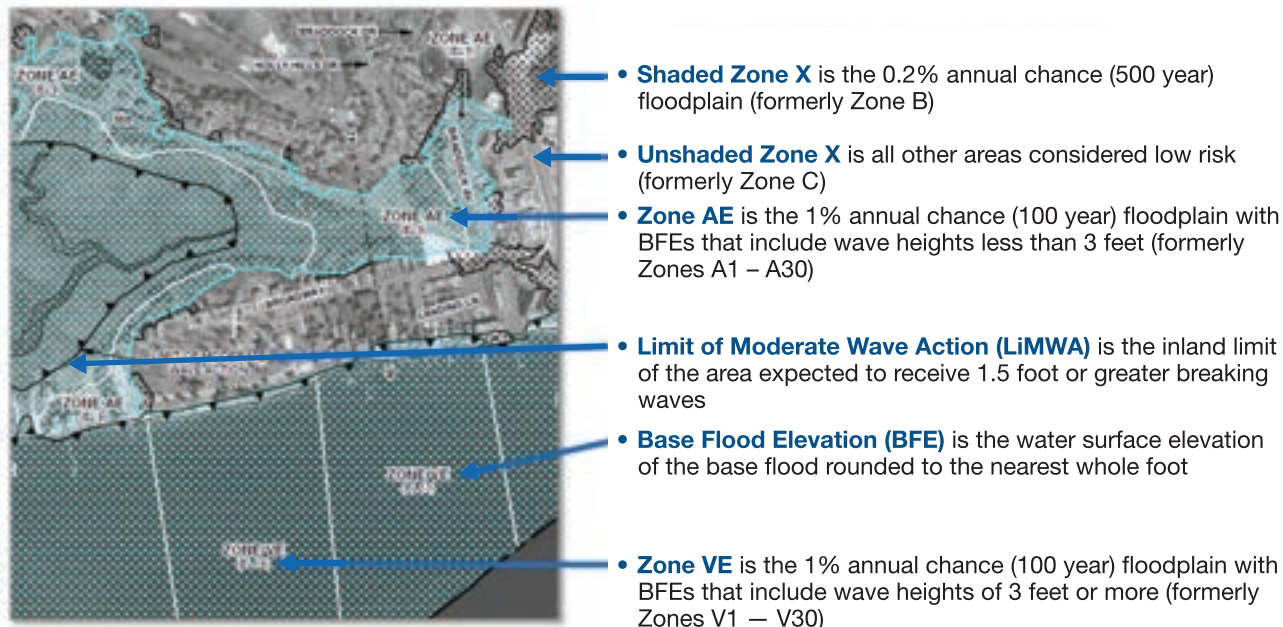 BRADDOCK DR
ZONE AE
ZONE AE
• Shaded Zone X is the 0.2% annual chance (500 year)
floodplain (formerly Zone B)
• Unshaded Zone X is all other areas considered low risk
(formerly Zone C)
ZONE AE
• Zone AE is the 1% annual chance (100 year) floodplain with
BFEs that include wave heights less than 3 feet (formerly
Zones A1 – A30)
BROADWAY
• Limit of Moderate Wave Action (LiMWA) is the inland limit
of the area expected to receive 1.5 foot or greater breaking
waves
ZONE AE
• Base Flood Elevation (BFE) is the water surface elevation
of the base flood rounded to the nearest whole foot
ZONE VE
ZONE VE
• Zone VE is the 1% annual chance (100 year) floodplain with
BFEs that include wave heights of 3 feet or more (formerly
Zones V1 — V30)